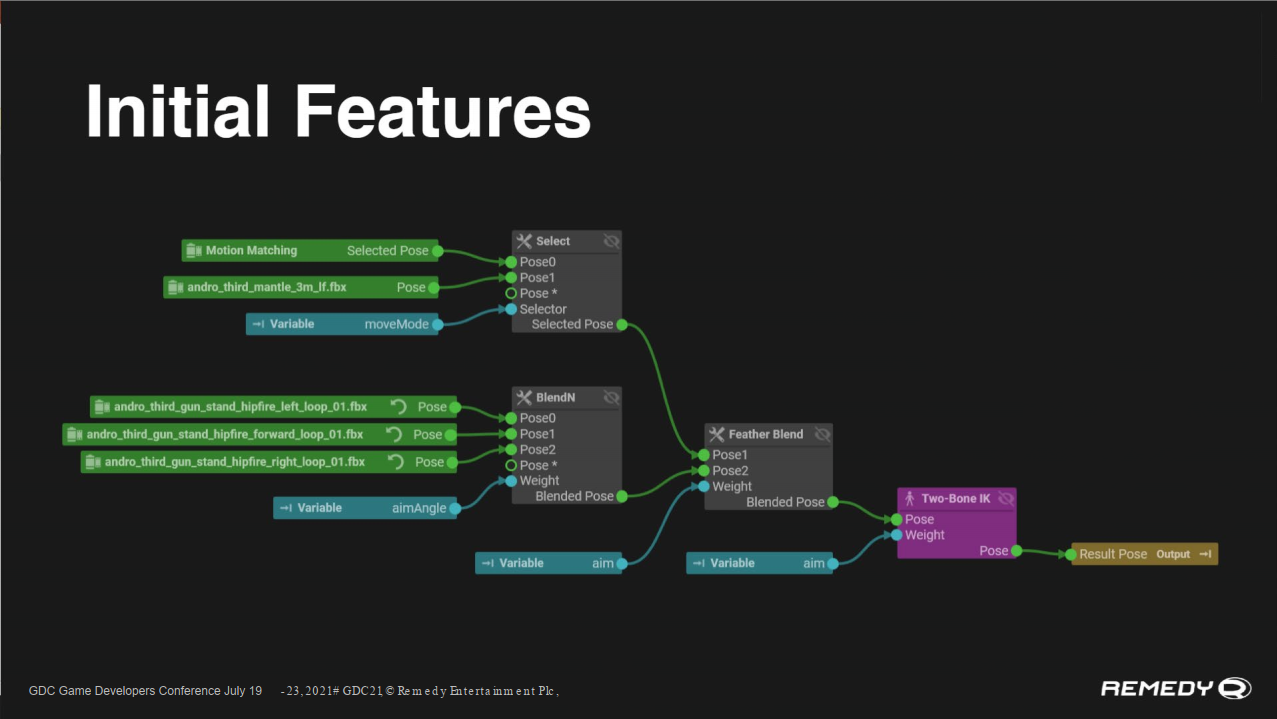 Initial Features
Motion Matching Selected Pose
andro_third_mantle_3m_lf.fbx Pose
Variable moveMode
Select
Pose0
Pose1
Pose *
Selector
Selected Pose
andro_third_gun_stand_hipfire_left_loop_01.fbx Pose
andro_third_gun_stand_hipfire_forward_loop_01.fbx Pose
andro_third_gun_stand_hipfire_right_loop_01.fbx Pose
Variable aimAngle
BlendN
Pose0
Pose1
Pose2
Pose *
Weight
Blended Pose
Variable aim
Feather Blend
Pose1
Pose2
Weight
Blended Pose
Variable aim
Two-Bone IK
Pose
Weight
Pose
Result Pose Output
GDC Game Developers Conference July 19 -23,2021# GDC21, © Remedy Entertainment Plc,
REMEDY